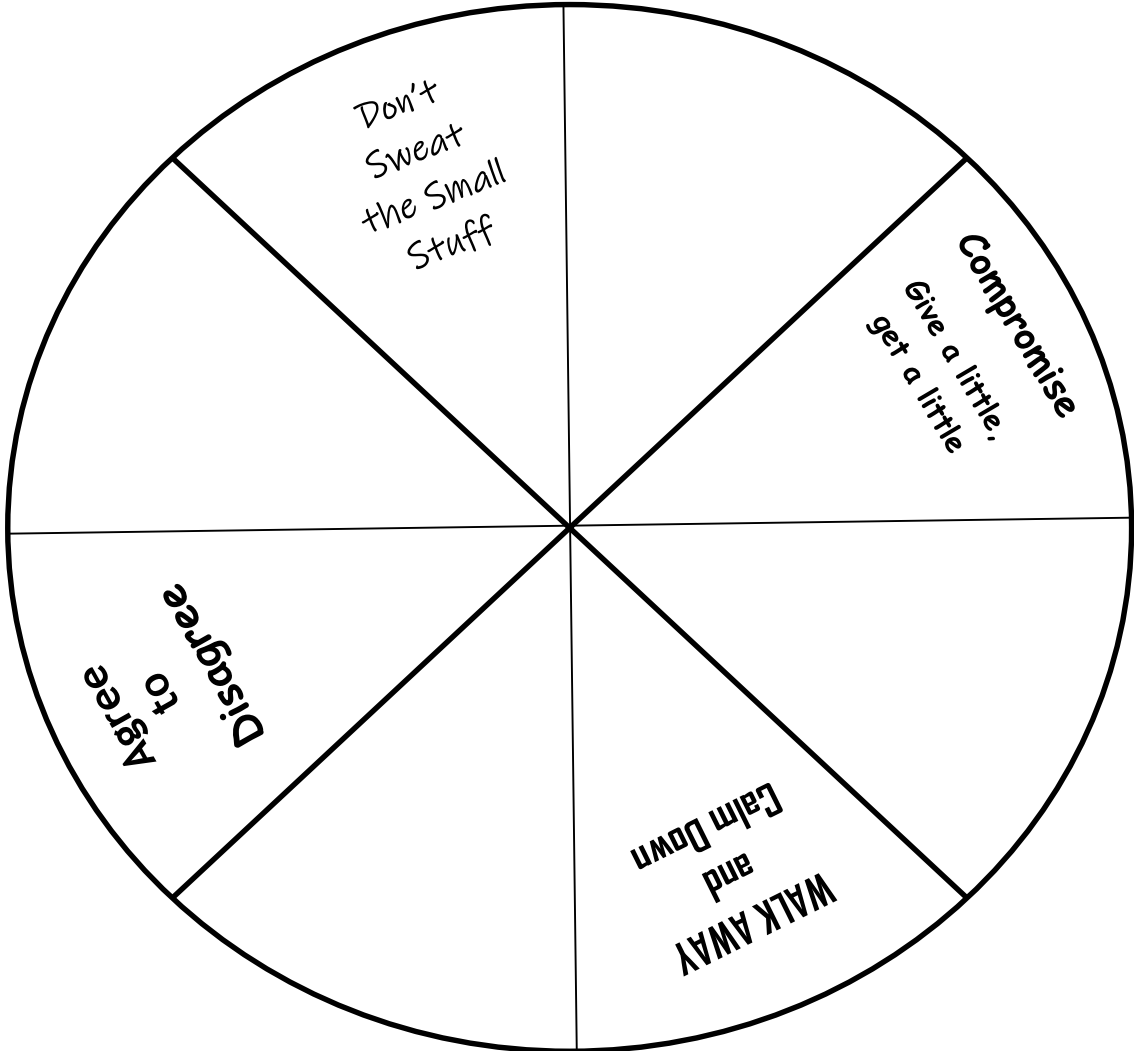 Don't
Sweat
the Small
Stuff
Compromise
Give a little,
get a little
WALK AWAY
and
Calm Down
Agree
to
Disagree